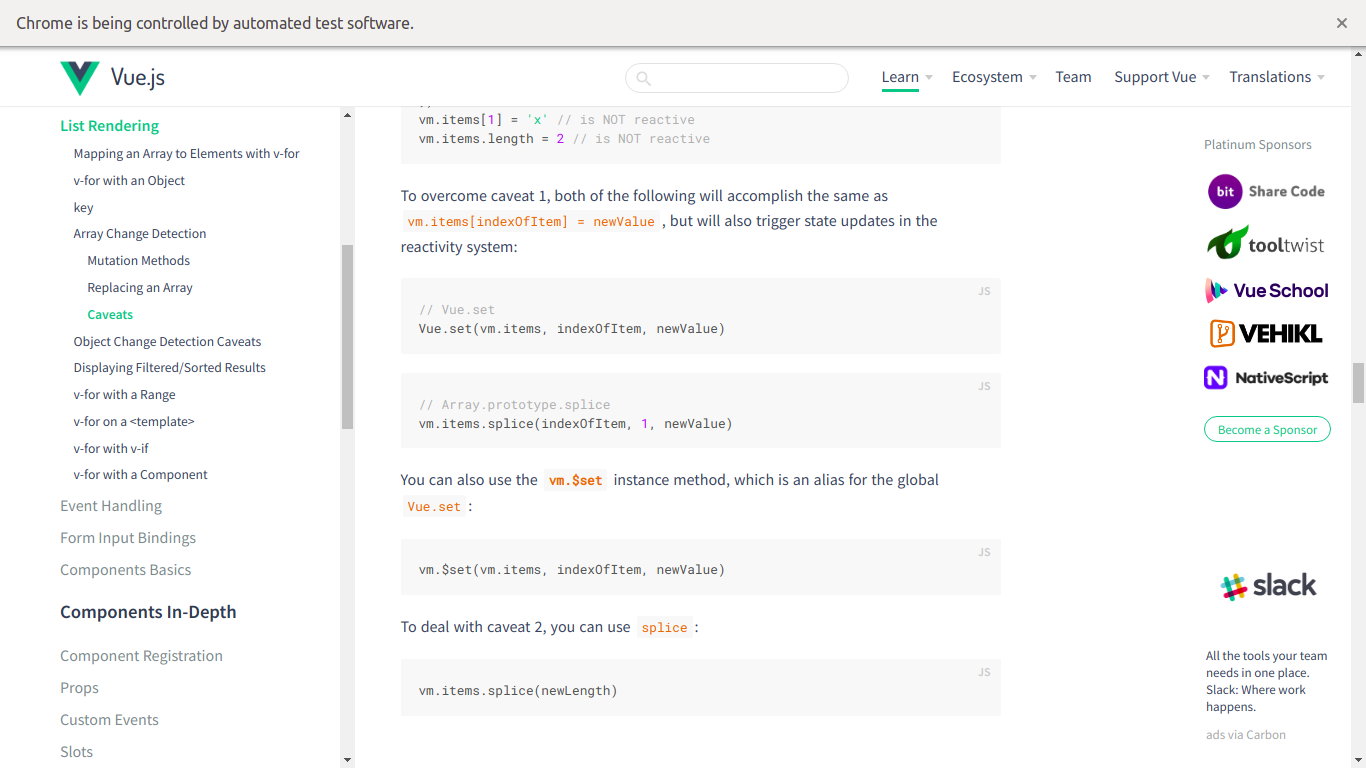 Chrome is being controlled by automated test software.
Vue.js
Learn
Ecosystem
Team
Support Vue
Translations
List Rendering
Mapping an Array to Elements with v-for
v-for with an Object
key
Array Change Detection
Mutation Methods
Replacing an Array
Caveats
Object Change Detection Caveats
Displaying Filtered/Sorted Results
v-for with a Range
v-for on a <template>
v-for with v-if
v-for with a Component
Event Handling
Form Input Bindings
Components Basics
Components In-Depth
Component Registration
Props
Custom Events
Slots
vm.items[1] = 'x' // is NOT reactive
vm.items.length = 2 // is NOT reactive
To overcome caveat 1, both of the following will accomplish the same as
vm.items[indexOfItem] = newValue , but will also trigger state updates in the
reactivity system:
JS
// Vue.set
Vue.set(vm.items, indexOfItem, newValue)
JS
// Array.prototype.splice
vm.items.splice(indexOfItem, 1, newValue)
You can also use the vm.$set instance method, which is an alias for the global
Vue.set :
JS
vm.$set(vm.items, indexOfItem, newValue)
To deal with caveat 2, you can use splice :
JS
vm.items.splice(newLength)
Platinum Sponsors
bit Share Code
tooltwist
Vue School
VEHIKL
N NativeScript
Become a Sponsor
slack
All the tools your team
needs in one place.
Slack: Where work
happens.
ads via Carbon